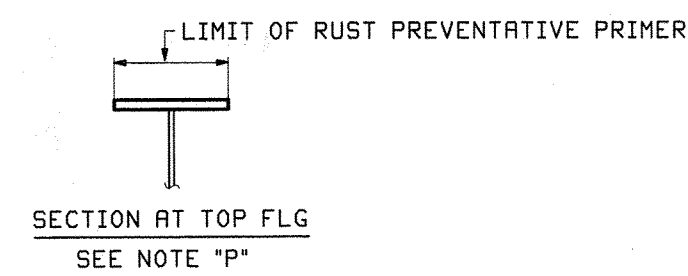 LIMIT OF RUST PREVENTATIVE PRIMER
SECTION AT TOP FLG
SEE NOTE "P"